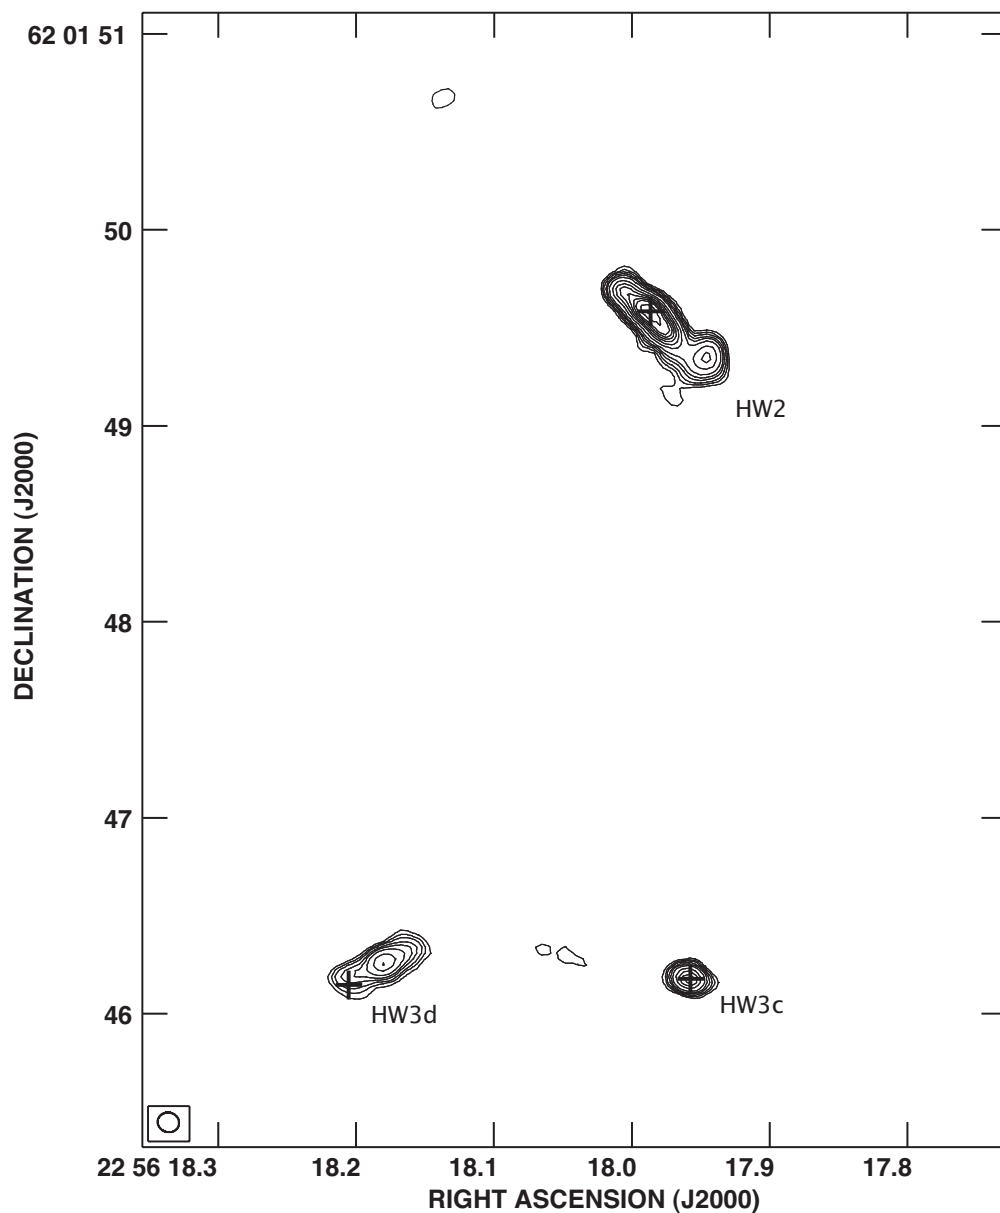 62 01 51
50
49
48
47
46
DECLINATION (J2000)
HW2
HW3d
HW3c
22 56 18.3
18.2
18.1
18.0
17.9
17.8
RIGHT ASCENSION (J2000)